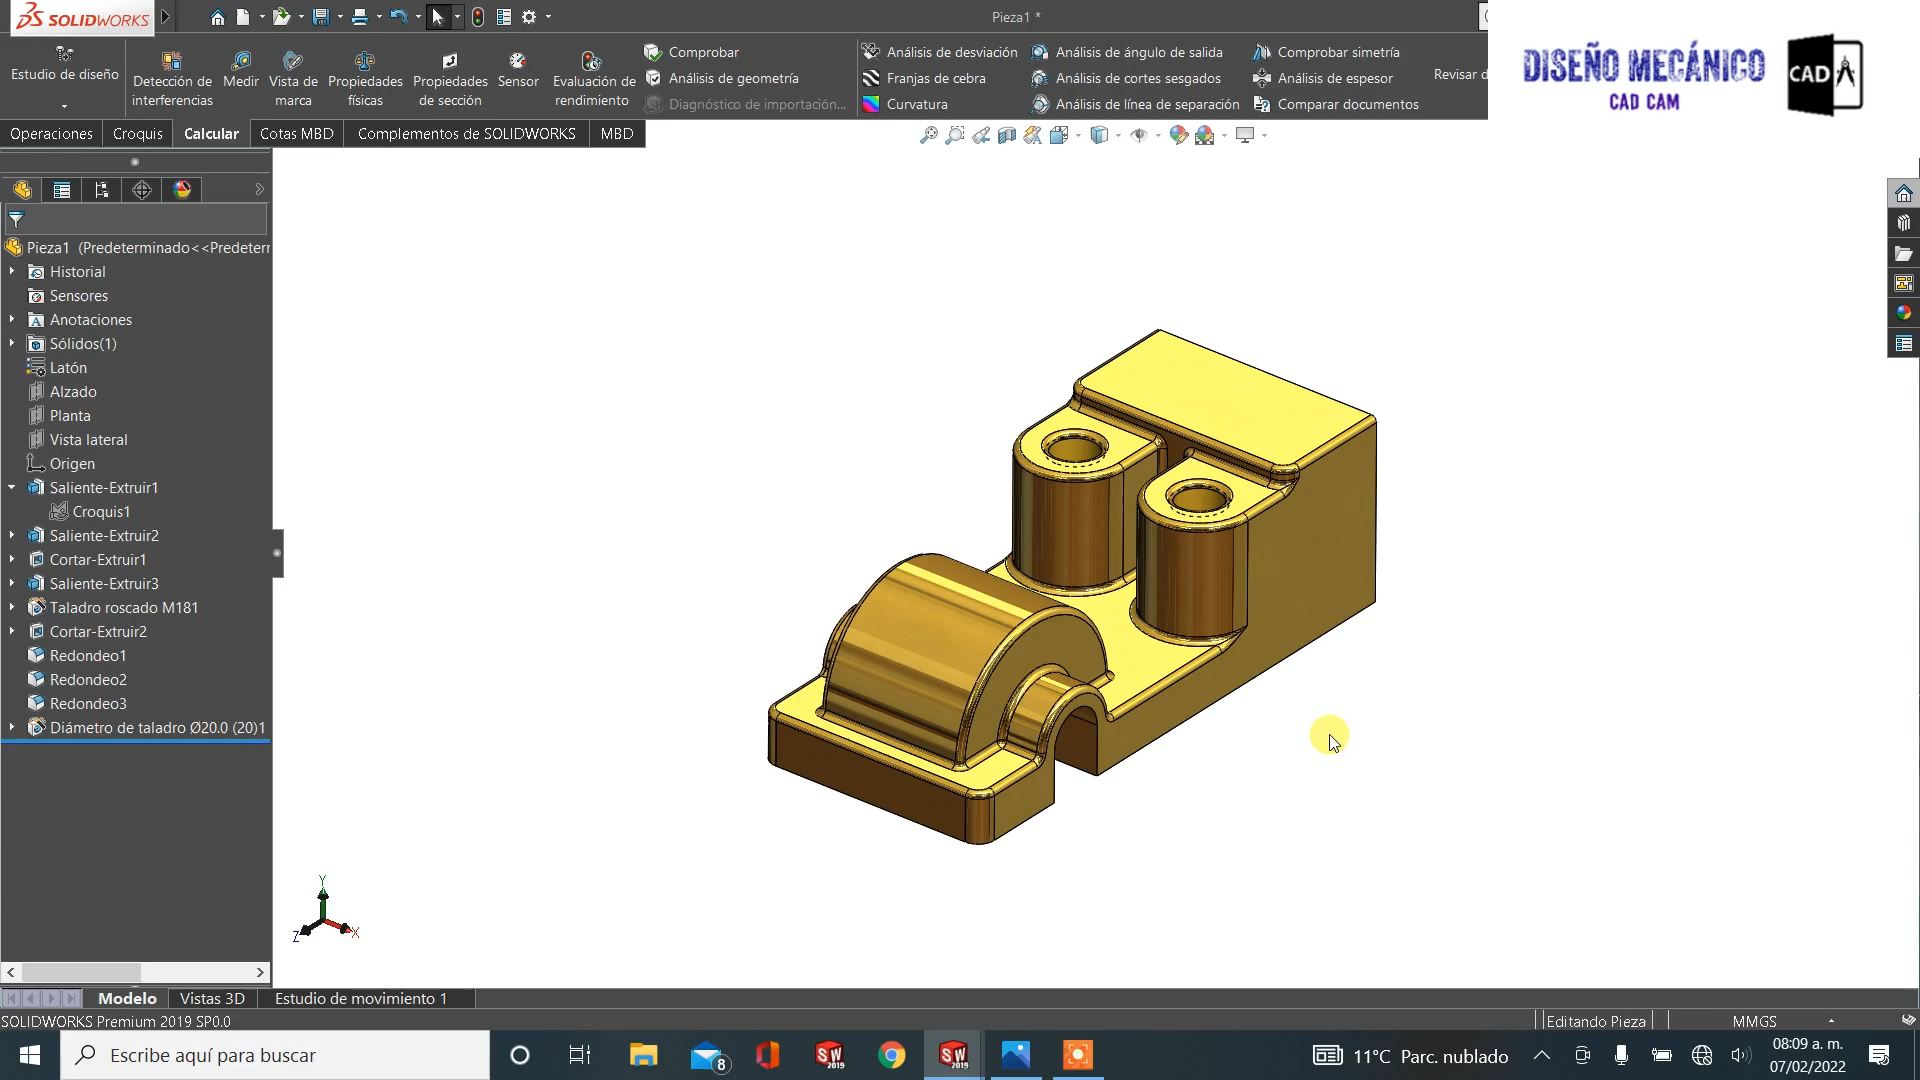 SOLIDWORKS
Pieza1 *
DISEÑO MECÁNICO
CAD CAM
CAD
Estudio de diseño
Detección de interferencias
Medir
Vista de marca
Propiedades físicas
Propiedades de sección
Sensor
Evaluación de rendimiento
Comprobar
Análisis de geometría
Diagnóstico de importación...
Análisis de desviación
Franjas de cebra
Curvatura
Análisis de ángulo de salida
Análisis de cortes sesgados
Análisis de línea de separación
Comprobar simetría
Análisis de espesor
Comparar documentos
Revisar d
Operaciones
Croquis
Calcular
Cotas MBD
Complementos de SOLIDWORKS
MBD
Pieza1 (Predeterminado<<Predeterr
Historial
Sensores
Anotaciones
Sólidos(1)
Latón
Alzado
Planta
Vista lateral
Origen
Saliente-Extruir1
Croquis1
Saliente-Extruir2
Cortar-Extruir1
Saliente-Extruir3
Taladro roscado M181
Cortar-Extruir2
Redondeo1
Redondeo2
Redondeo3
Diámetro de taladro Ø20.0 (20)1
Y
Z
X
Modelo
Vistas 3D
Estudio de movimiento 1
SOLIDWORKS Premium 2019 SP0.0
Editando Pieza
MMGS
Escribe aquí para buscar
8
SW 2019
SW 2019
11°C Parc. nublado
08:09 a. m.
07/02/2022